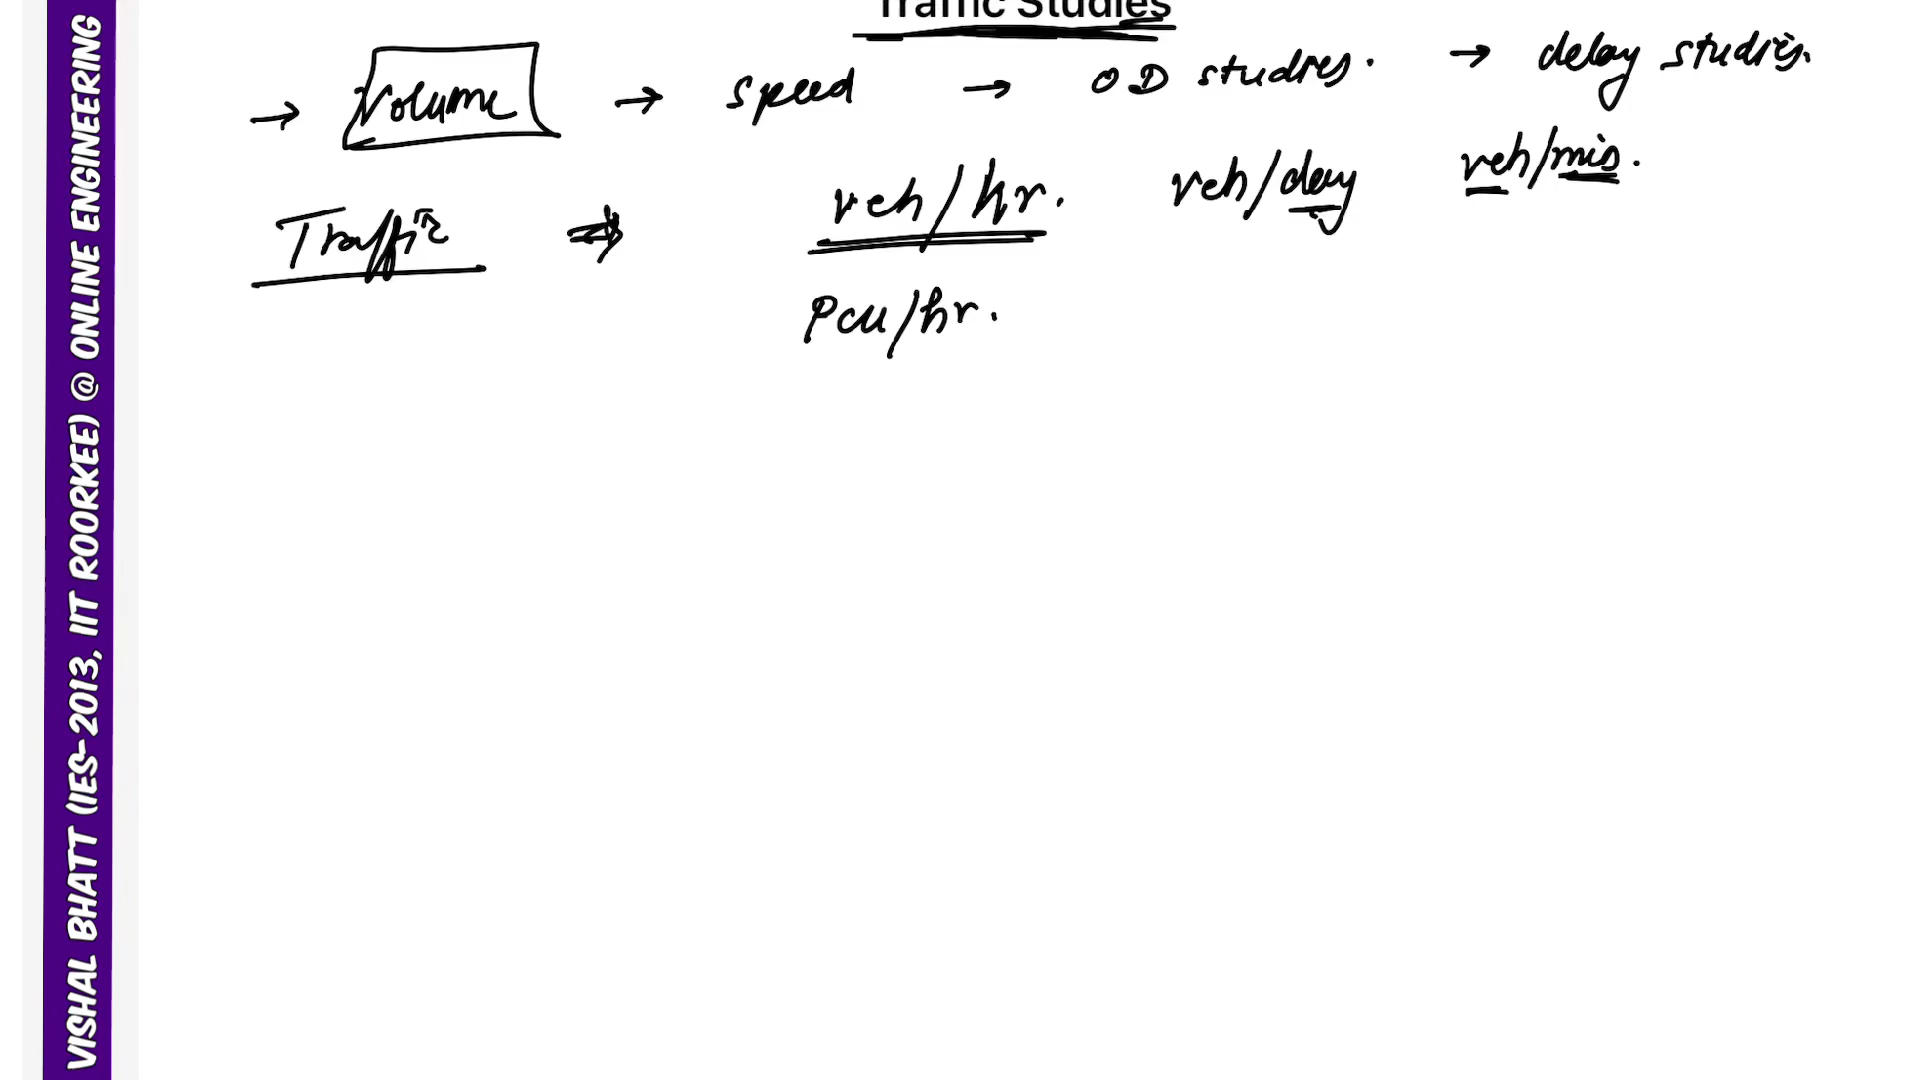 Traffic Studies
→ Volume → speed → OD studies. → delay studies.
Traffic ⇒ veh/hr. veh/day veh/min.
PCU/hr.
VISHAL BHATT (IES-2013, IIT ROORKEE) @ ONLINE ENGINEERING